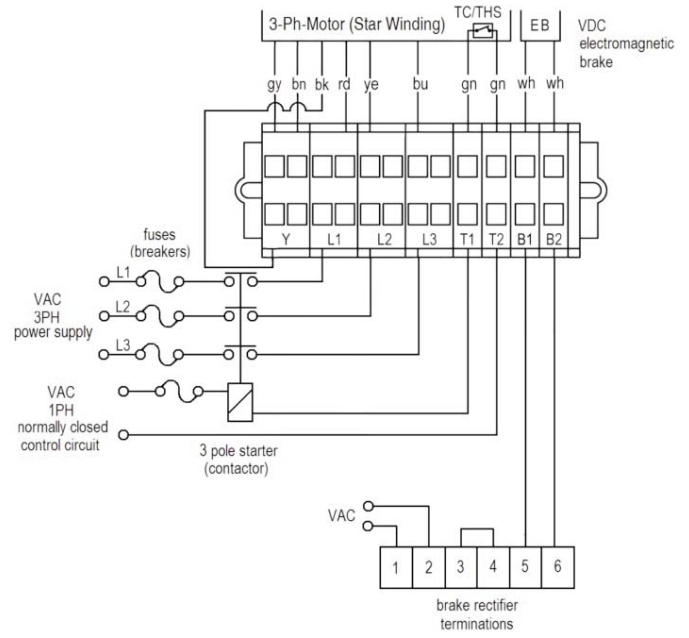 TC/THS
3-Ph-Motor (Star Winding)
EB
VDC
electromagnetic
brake
gy bn bk rd ye bu gn gn wh wh
Y L1 L2 L3 T1 T2 B1 B2
fuses
(breakers)
L1
L2
L3
VAC
3PH
power supply
VAC
1PH
normally closed
control circuit
3 pole starter
(contactor)
VAC
1 2 3 4 5 6
brake rectifier
terminations